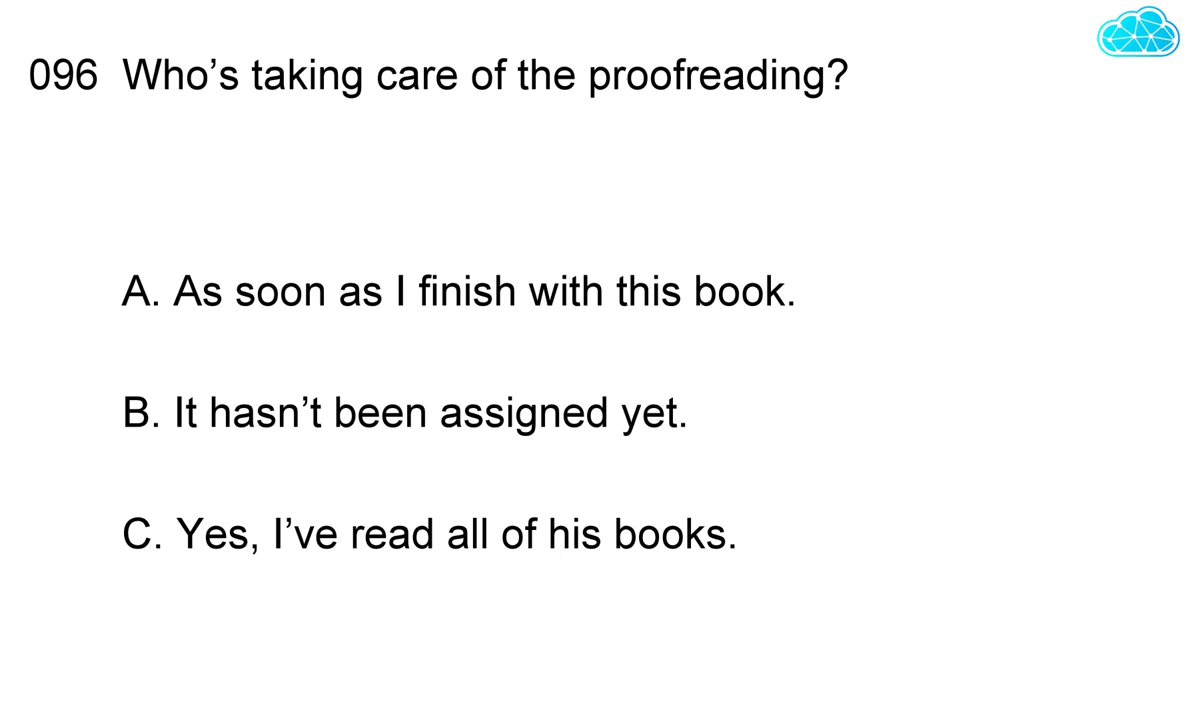 096 Who’s taking care of the proofreading?
A. As soon as I finish with this book.
B. It hasn’t been assigned yet.
C. Yes, I’ve read all of his books.